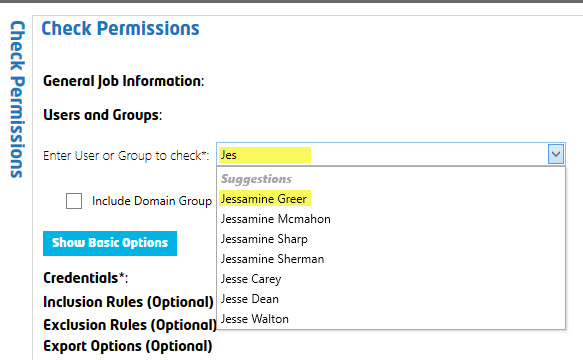 Check Permissions
Check Permissions
General Job Information:
Users and Groups:
Enter User or Group to check*: Jes
Suggestions
Jessamine Greer
Include Domain Group
Jessamine Mcmahon
Jessamine Sharp
Show Basic Options
Jessamine Sherman
Credentials*:
Jesse Carey
Inclusion Rules (Optional)
Jesse Dean
Exclusion Rules (Optional)
Jesse Walton
Export Options (Optional)